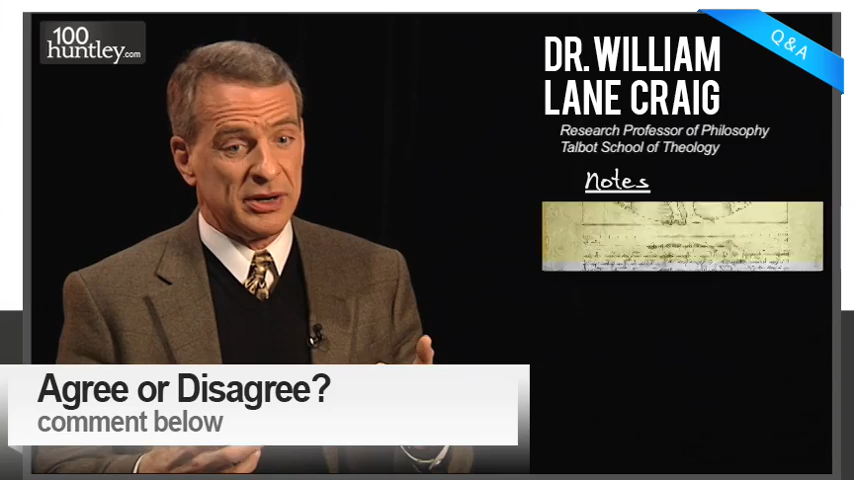 100
huntley.com
Q&A
DR. WILLIAM
LANE CRAIG
Research Professor of Philosophy
Talbot School of Theology
Notes
Agree or Disagree?
comment below